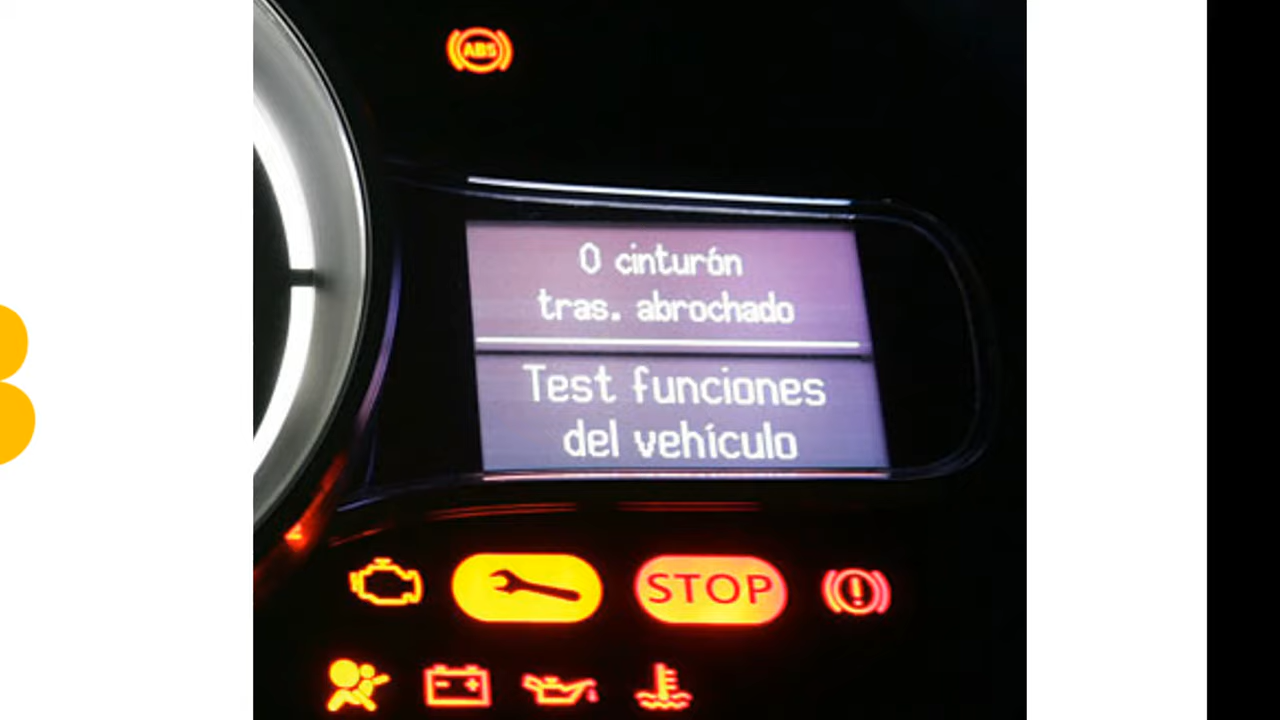 ABS
0 cinturón
tras. abrochado
Test funciones
del vehículo
STOP